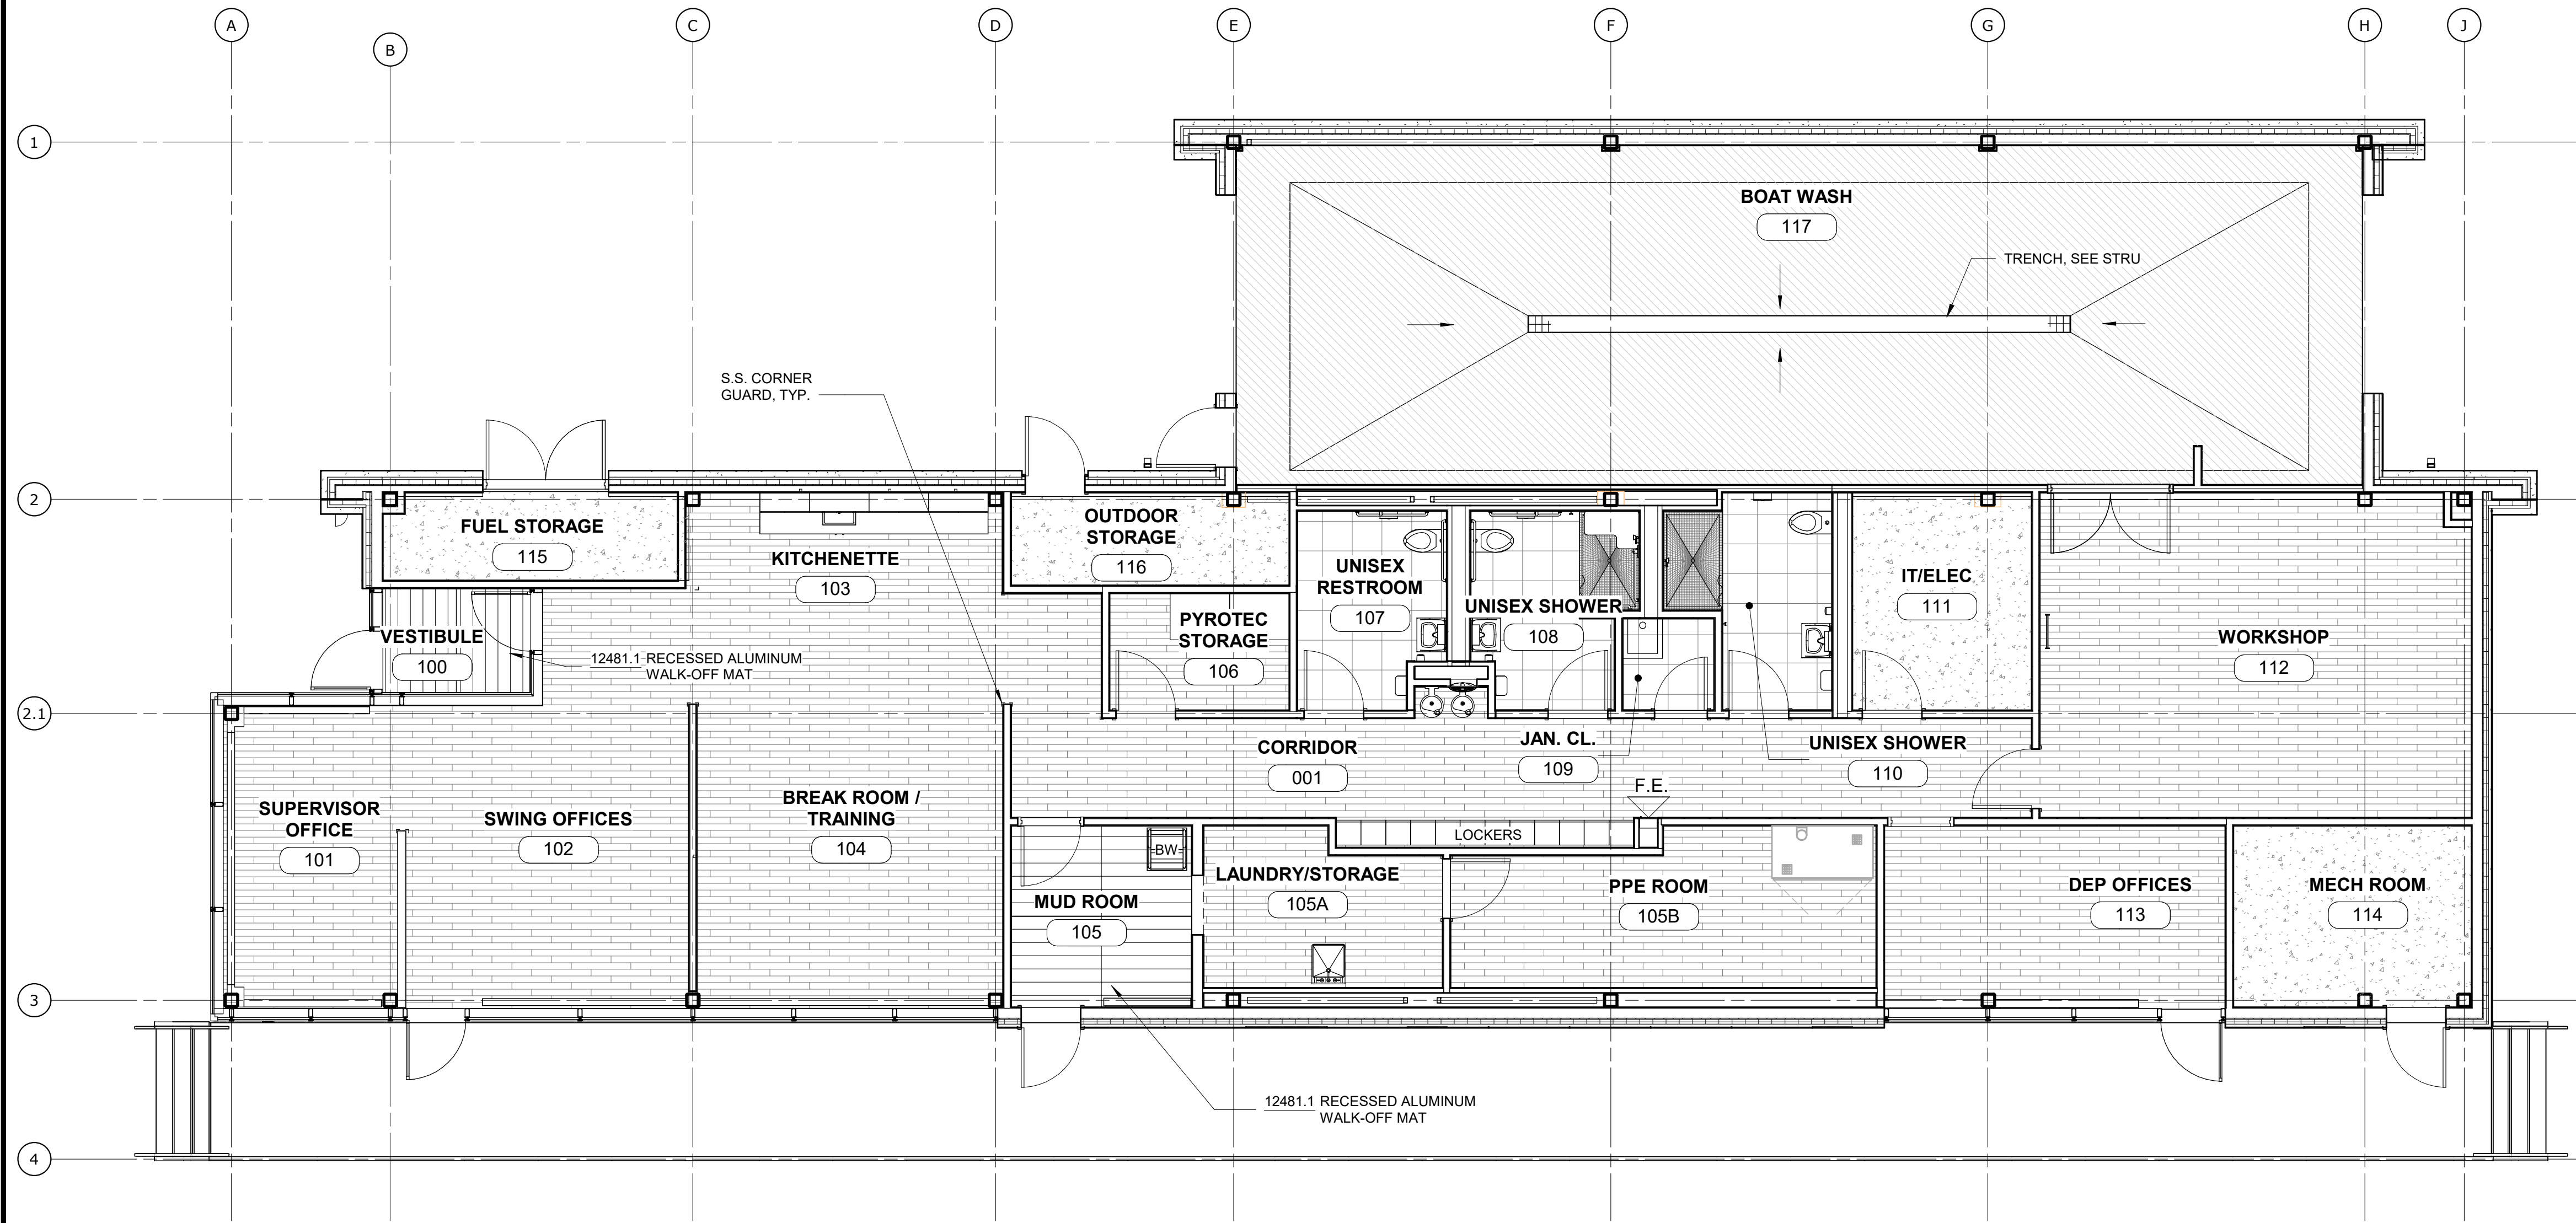 A
B
C
D
E
F
G
H
J
1
BOAT WASH
117
TRENCH, SEE STRU
S.S. CORNER
GUARD, TYP.
2
FUEL STORAGE
115
KITCHENETTE
103
OUTDOOR
STORAGE
116
UNISEX
RESTROOM
107
UNISEX SHOWER
108
IT/ELEC
111
PYROTEC
STORAGE
106
WORKSHOP
112
VESTIBULE
100
12481.1 RECESSED ALUMINUM
WALK-OFF MAT
2.1
CORRIDOR
001
JAN. CL.
109
UNISEX SHOWER
110
F.E.
SUPERVISOR
OFFICE
101
SWING OFFICES
102
BREAK ROOM /
TRAINING
104
LOCKERS
BW
MUD ROOM
105
LAUNDRY/STORAGE
105A
PPE ROOM
105B
DEP OFFICES
113
MECH ROOM
114
3
12481.1 RECESSED ALUMINUM
WALK-OFF MAT
4